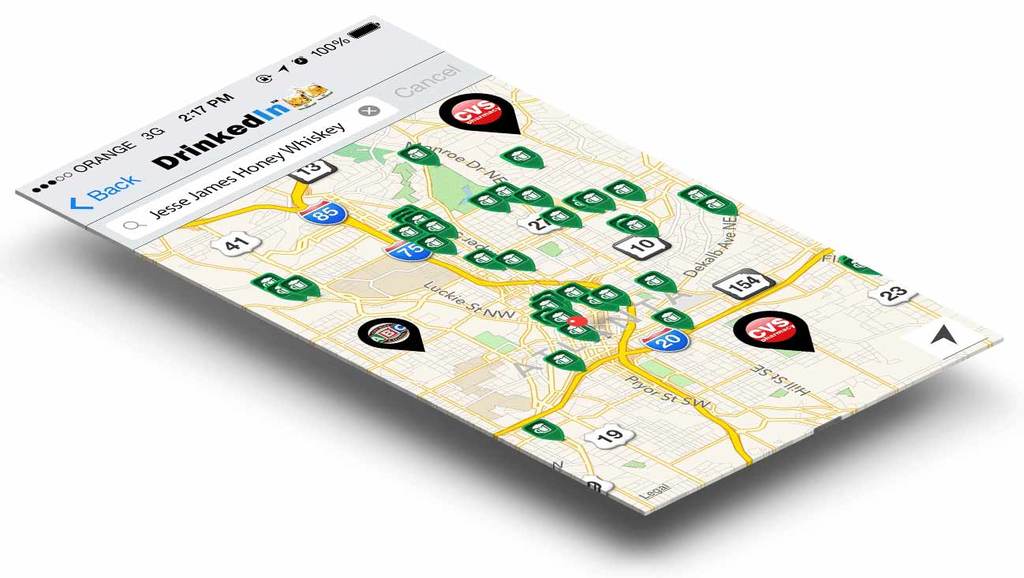 ORANGE 3G 2:17 PM 100%
Back DrinkedIn Cancel
Jesse James Honey Whiskey
CVS
pharmacy
Monroe Dr NE
13
85
41
75
10
Dekalb Ave NE
154
23
Luckie St NW
ATLANTA
ABC
CVS
pharmacy
20
Pryor St SW
Hill St SE
19
N
Legal